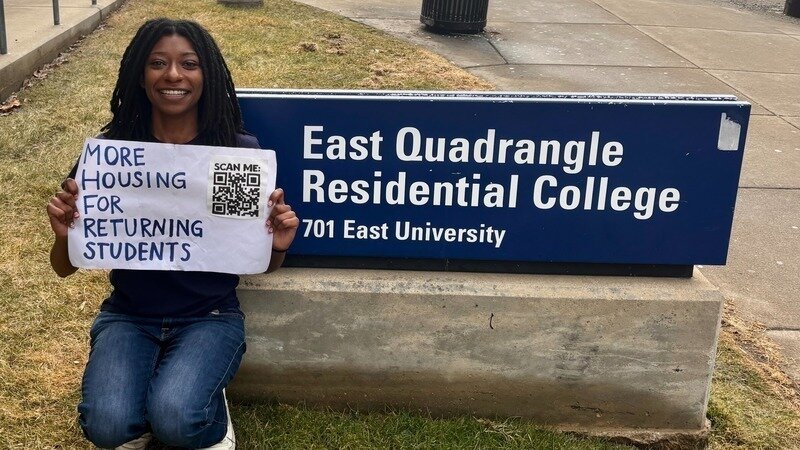 MORE
HOUSING
FOR
RETURNING
STUDENTS
SCAN ME:
East Quadrangle
Residential College
701 East University